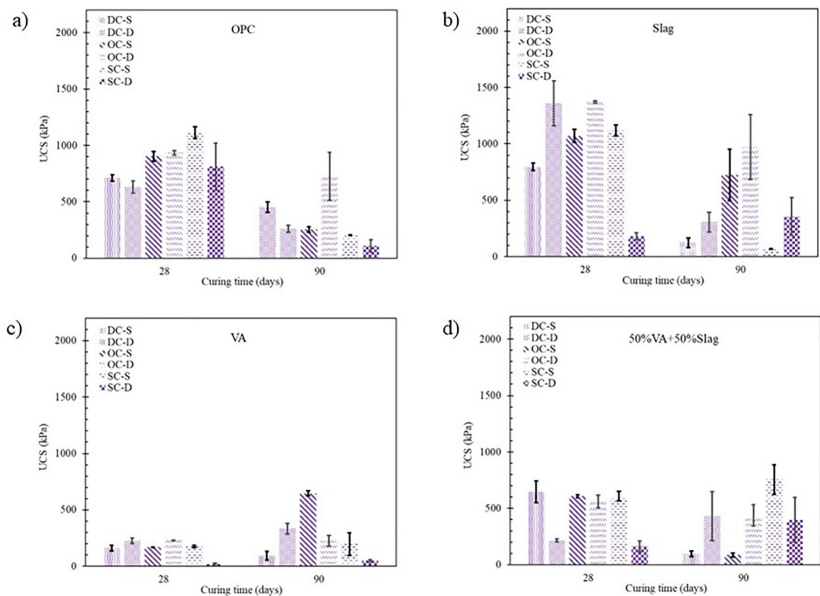 a)
OPC
2000
1500
1000
500
0
UCS (kPa)
DC-S
DC-D
OC-S
OC-D
SC-S
SC-D
28
90
Curing time (days)
b)
Slag
2000
1500
1000
500
0
UCS (kPa)
DC-S
DC-D
OC-S
OC-D
SC-S
SC-D
28
90
Curing time (days)
c)
VA
2000
1500
1000
500
0
UCS (kPa)
DC-S
DC-D
OC-S
OC-D
SC-S
SC-D
28
90
Curing time (days)
d)
50%VA+50%Slag
2000
1500
1000
500
0
UCS (kPa)
DC-S
DC-D
OC-S
OC-D
SC-S
SC-D
28
90
Curing time (days)